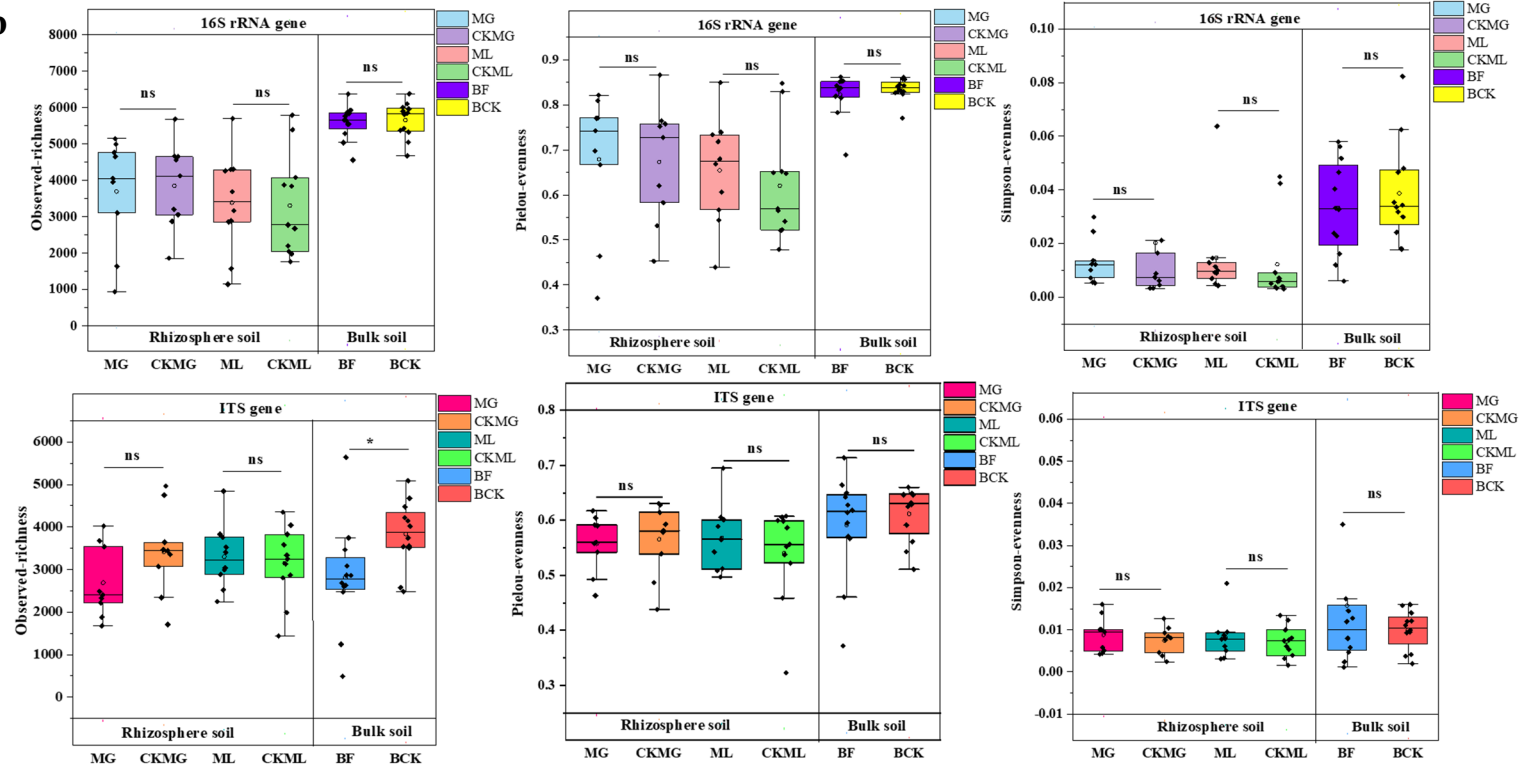 b
16S rRNA gene
8000
7000
6000
5000
4000
3000
2000
1000
0
Observed-richness
ns
ns
ns
Rhizosphere soil
Bulk soil
MG CKMG ML CKML BF BCK
MG
CKMG
ML
CKML
BF
BCK
16S rRNA gene
0.9
0.8
0.7
0.6
0.5
0.4
0.3
Pielou-evenness
ns
ns
ns
Rhizosphere soil
Bulk soil
MG CKMG ML CKML BF BCK
MG
CKMG
ML
CKML
BF
BCK
16S rRNA gene
0.10
0.08
0.06
0.04
0.02
0.00
Simpson-evenness
ns
ns
ns
Rhizosphere soil
Bulk soil
MG CKMG ML CKML BF BCK
MG
CKMG
ML
CKML
BF
BCK
ITS gene
6000
5000
4000
3000
2000
1000
0
Observed-richness
ns
ns
*
Rhizosphere soil
Bulk soil
MG CKMG ML CKML BF BCK
MG
CKMG
ML
CKML
BF
BCK
ITS gene
0.8
0.7
0.6
0.5
0.4
0.3
Pielou-evenness
ns
ns
ns
Rhizosphere soil
Bulk soil
MG CKMG ML CKML BF BCK
MG
CKMG
ML
CKML
BF
BCK
ITS gene
0.06
0.05
0.04
0.03
0.02
0.01
0.00
-0.01
Simpson-evenness
ns
ns
ns
Rhizosphere soil
Bulk soil
MG CKMG ML CKML BF BCK
MG
CKMG
ML
CKML
BF
BCK